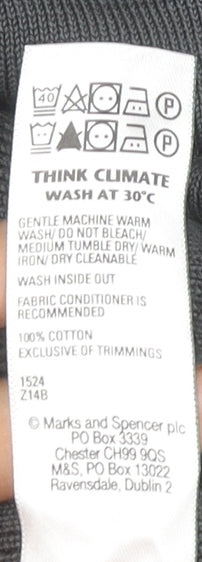 40 P
P
THINK CLIMATE
WASH AT 30°C
GENTLE MACHINE WARM
WASH/ DO NOT BLEACH/
MEDIUM TUMBLE DRY/ WARM
IRON/ DRY CLEANABLE
WASH INSIDE OUT
FABRIC CONDITIONER IS
RECOMMENDED
100% COTTON
EXCLUSIVE OF TRIMMINGS
1524
Z14B
© Marks and Spencer plc
PO Box 3339
Chester CH99 9QS
M&S, PO Box 13022
Ravensdale, Dublin 2